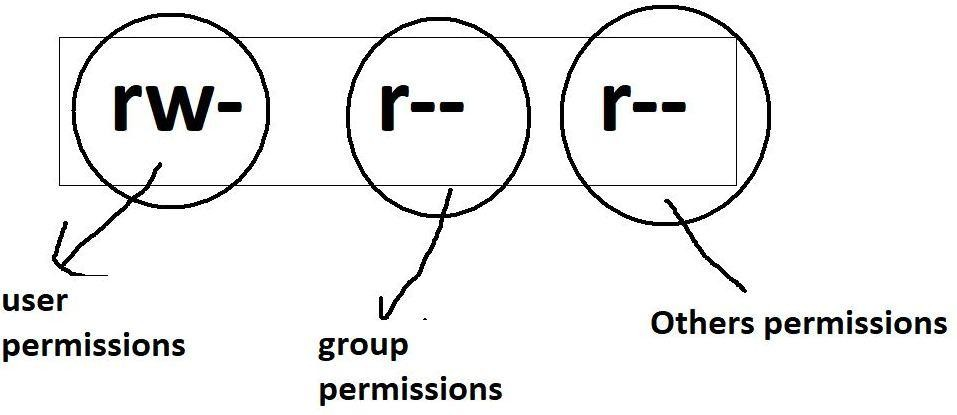 rw- r-- r--
user
permissions
group
permissions
Others permissions